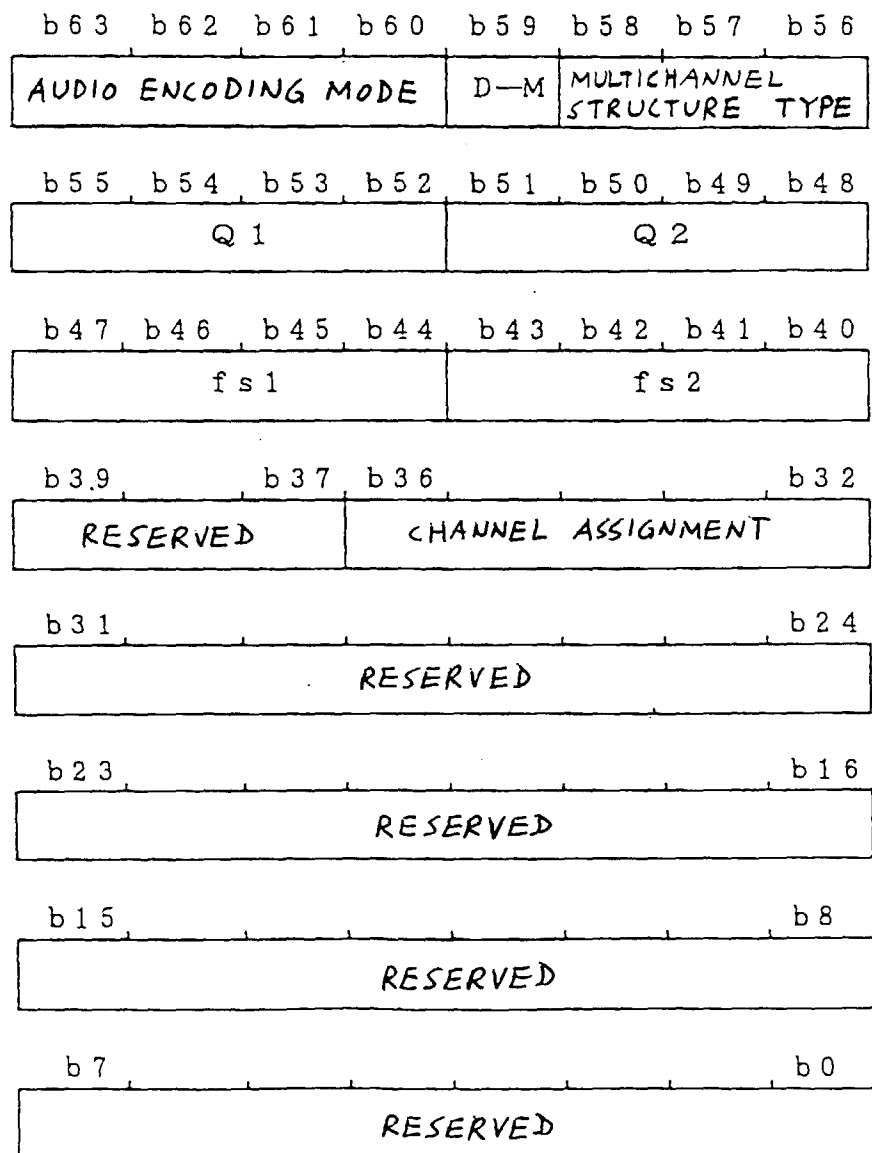 b63 b62 b61 b60 b59 b58 b57 b56
AUDIO ENCODING MODE D—M MULTICHANNEL
STRUCTURE TYPE
b55 b54 b53 b52 b51 b50 b49 b48
Q1 Q2
b47 b46 b45 b44 b43 b42 b41 b40
fs1 fs2
b39 b37 b36 b32
RESERVED CHANNEL ASSIGNMENT
b31 b24
RESERVED
b23 b16
RESERVED
b15 b8
RESERVED
b7 b0
RESERVED